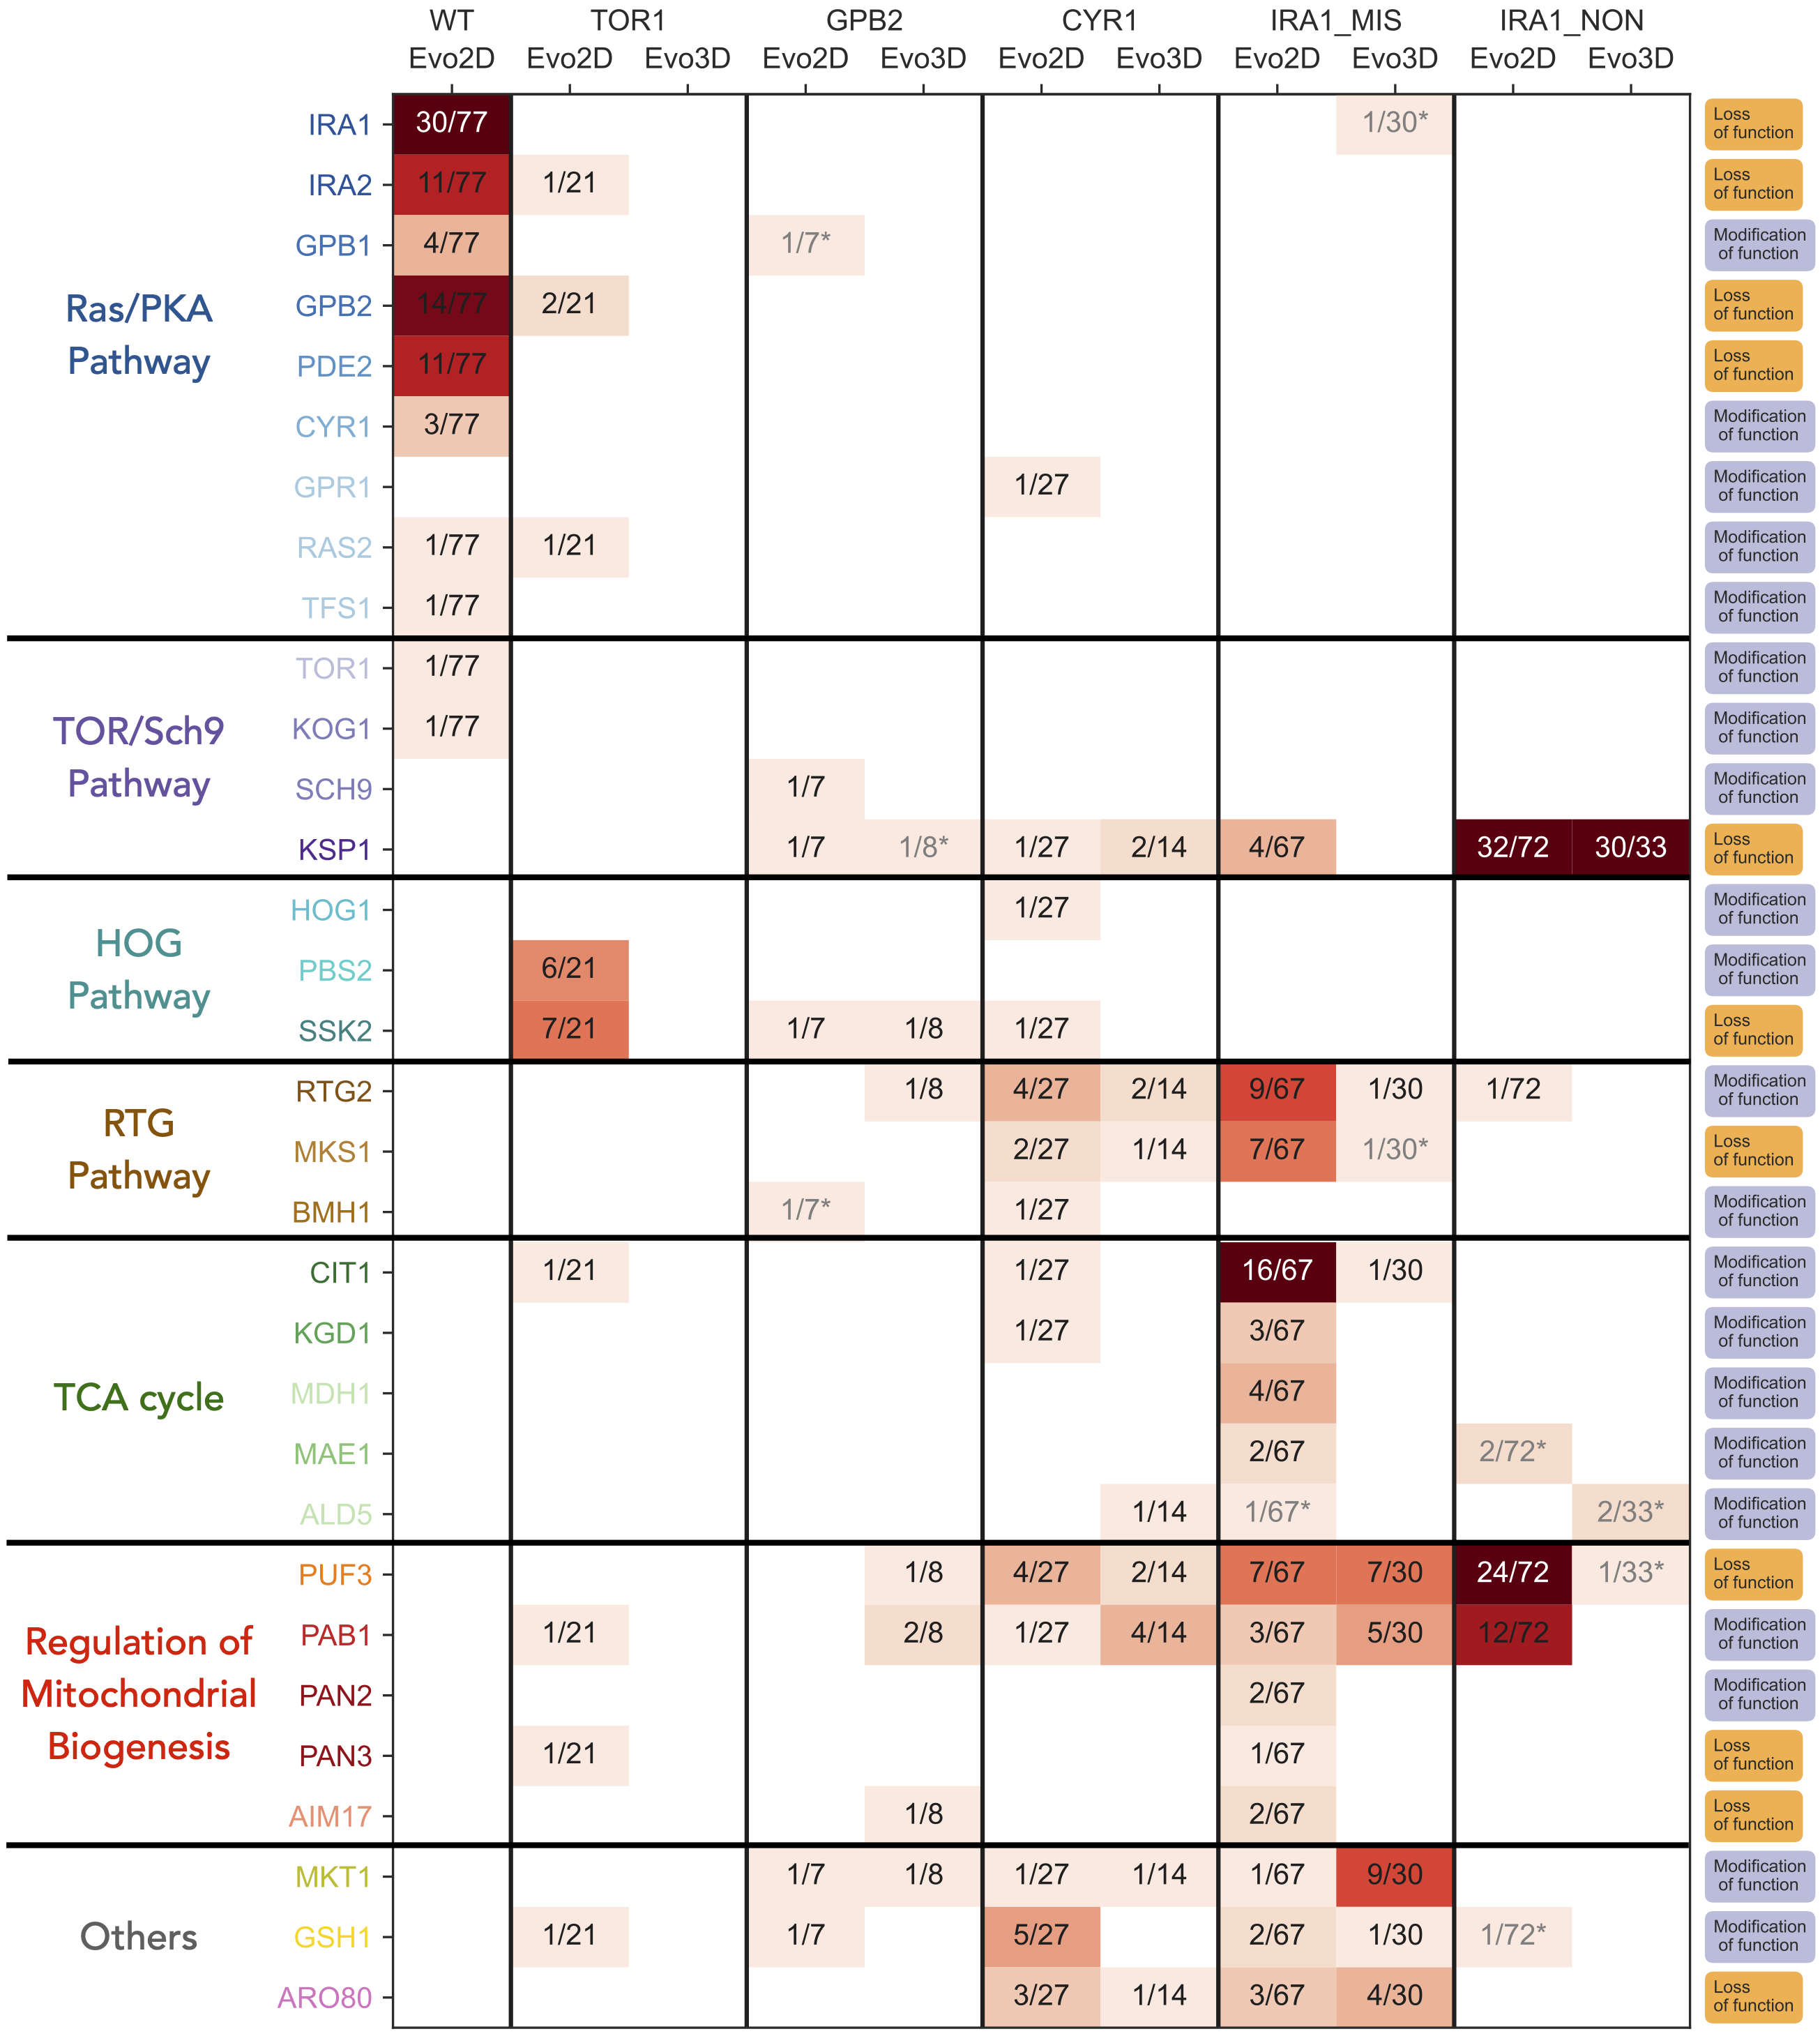 WT TOR1 GPB2 CYR1 IRA1_MIS IRA1_NON
Evo2D Evo2D Evo3D Evo2D Evo3D Evo2D Evo3D Evo2D Evo3D Evo2D Evo3D
Ras/PKA
Pathway
IRA1 30/77 1/30* Loss
of function
IRA2 11/77 1/21 Loss
of function
GPB1 4/77 1/7* Modification
of function
GPB2 14/77 2/21 Loss
of function
PDE2 11/77 Loss
of function
CYR1 3/77 Modification
of function
GPR1 1/27 Modification
of function
RAS2 1/77 1/21 Modification
of function
TFS1 1/77 Modification
of function
TOR/Sch9
Pathway
TOR1 1/77 Modification
of function
KOG1 1/77 Modification
of function
SCH9 1/7 Modification
of function
KSP1 1/7 1/8* 1/27 2/14 4/67 32/72 30/33 Loss
of function
HOG
Pathway
HOG1 1/27 Modification
of function
PBS2 6/21 Modification
of function
SSK2 7/21 1/7 1/8 1/27 Loss
of function
RTG
Pathway
RTG2 1/8 4/27 2/14 9/67 1/30 1/72 Modification
of function
MKS1 2/27 1/14 7/67 1/30* Loss
of function
BMH1 1/7* 1/27 Modification
of function
TCA cycle
CIT1 1/21 1/27 16/67 1/30 Modification
of function
KGD1 1/27 3/67 Modification
of function
MDH1 4/67 Modification
of function
MAE1 2/67 2/72* Modification
of function
ALD5 1/14 1/67* 2/33* Modification
of function
Regulation of
Mitochondrial
Biogenesis
PUF3 1/8 4/27 2/14 7/67 7/30 24/72 1/33* Loss
of function
PAB1 1/21 2/8 1/27 4/14 3/67 5/30 12/72 Modification
of function
PAN2 2/67 Modification
of function
PAN3 1/21 1/67 Loss
of function
AIM17 1/8 2/67 Loss
of function
Others
MKT1 1/7 1/8 1/27 1/14 1/67 9/30 Modification
of function
GSH1 1/21 1/7 5/27 2/67 1/30 1/72* Modification
of function
ARO80 3/27 1/14 3/67 4/30 Loss
of function